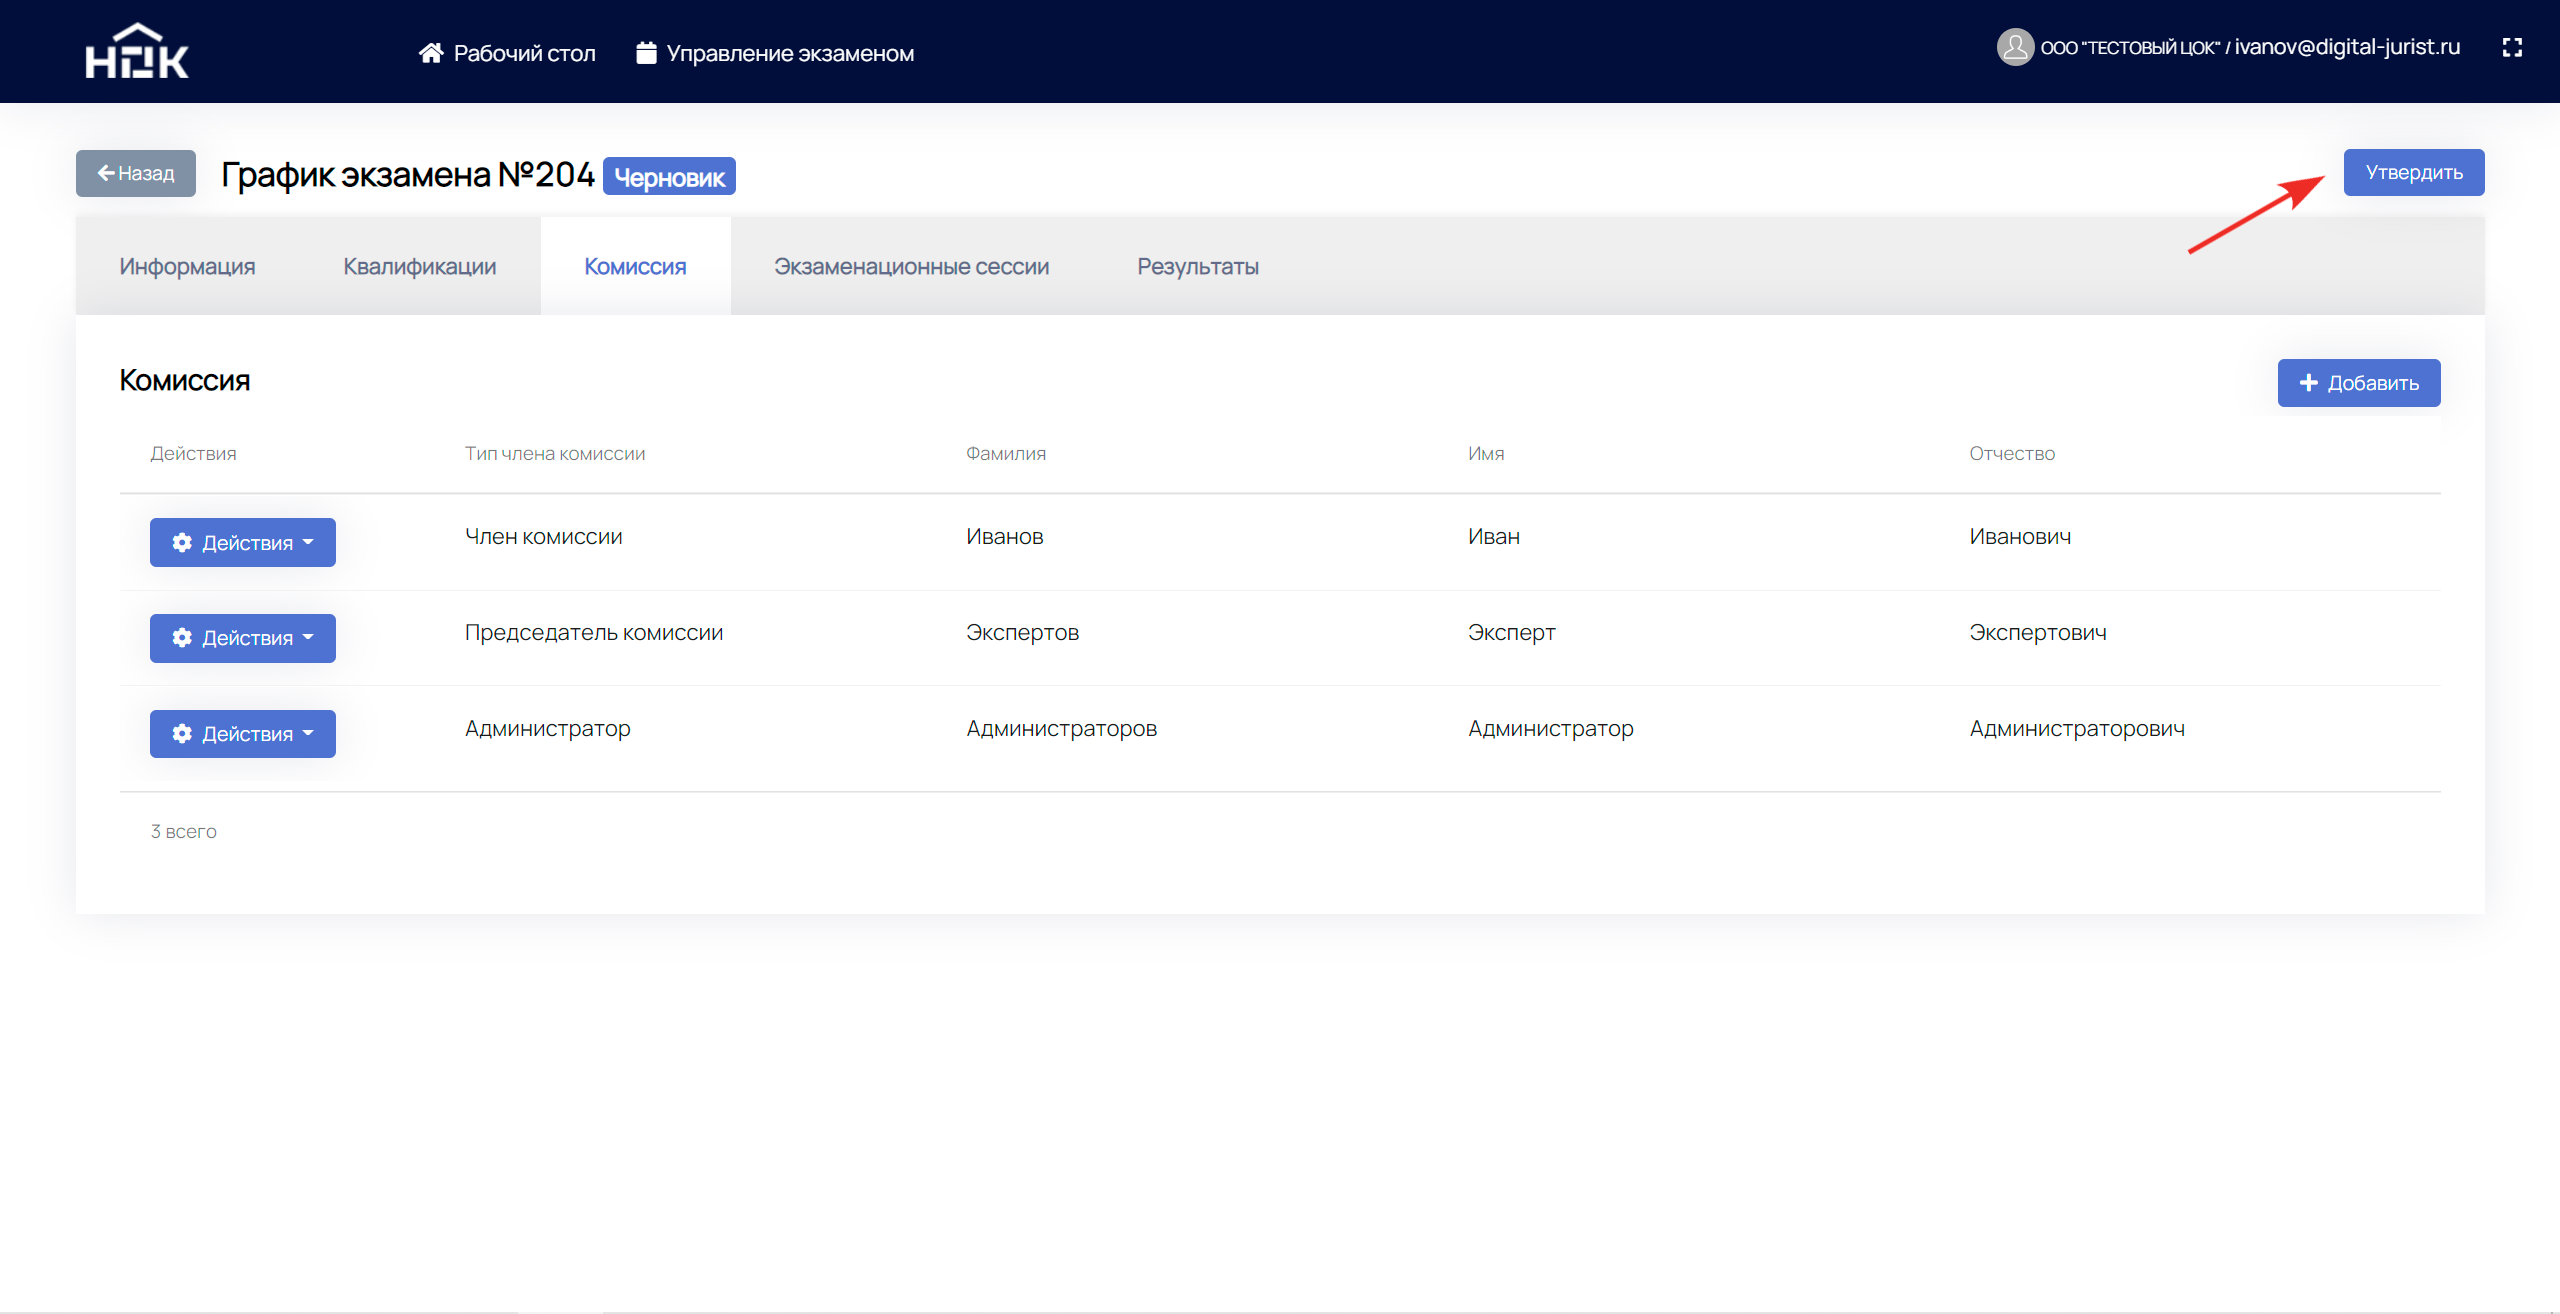 НОК
Рабочий стол
Управление экзаменом
ООО "ТЕСТОВЫЙ ЦОК" / ivanov@digital-jurist.ru
Назад
График экзамена №204 Черновик
Утвердить
Информация
Квалификации
Комиссия
Экзаменационные сессии
Результаты
Комиссия
Добавить
Действия Тип члена комиссии Фамилия Имя Отчество
Действия Член комиссии Иванов Иван Иванович
Действия Председатель комиссии Экспертов Эксперт Экспертович
Действия Администратор Администраторов Администратор Администраторович
3 всего